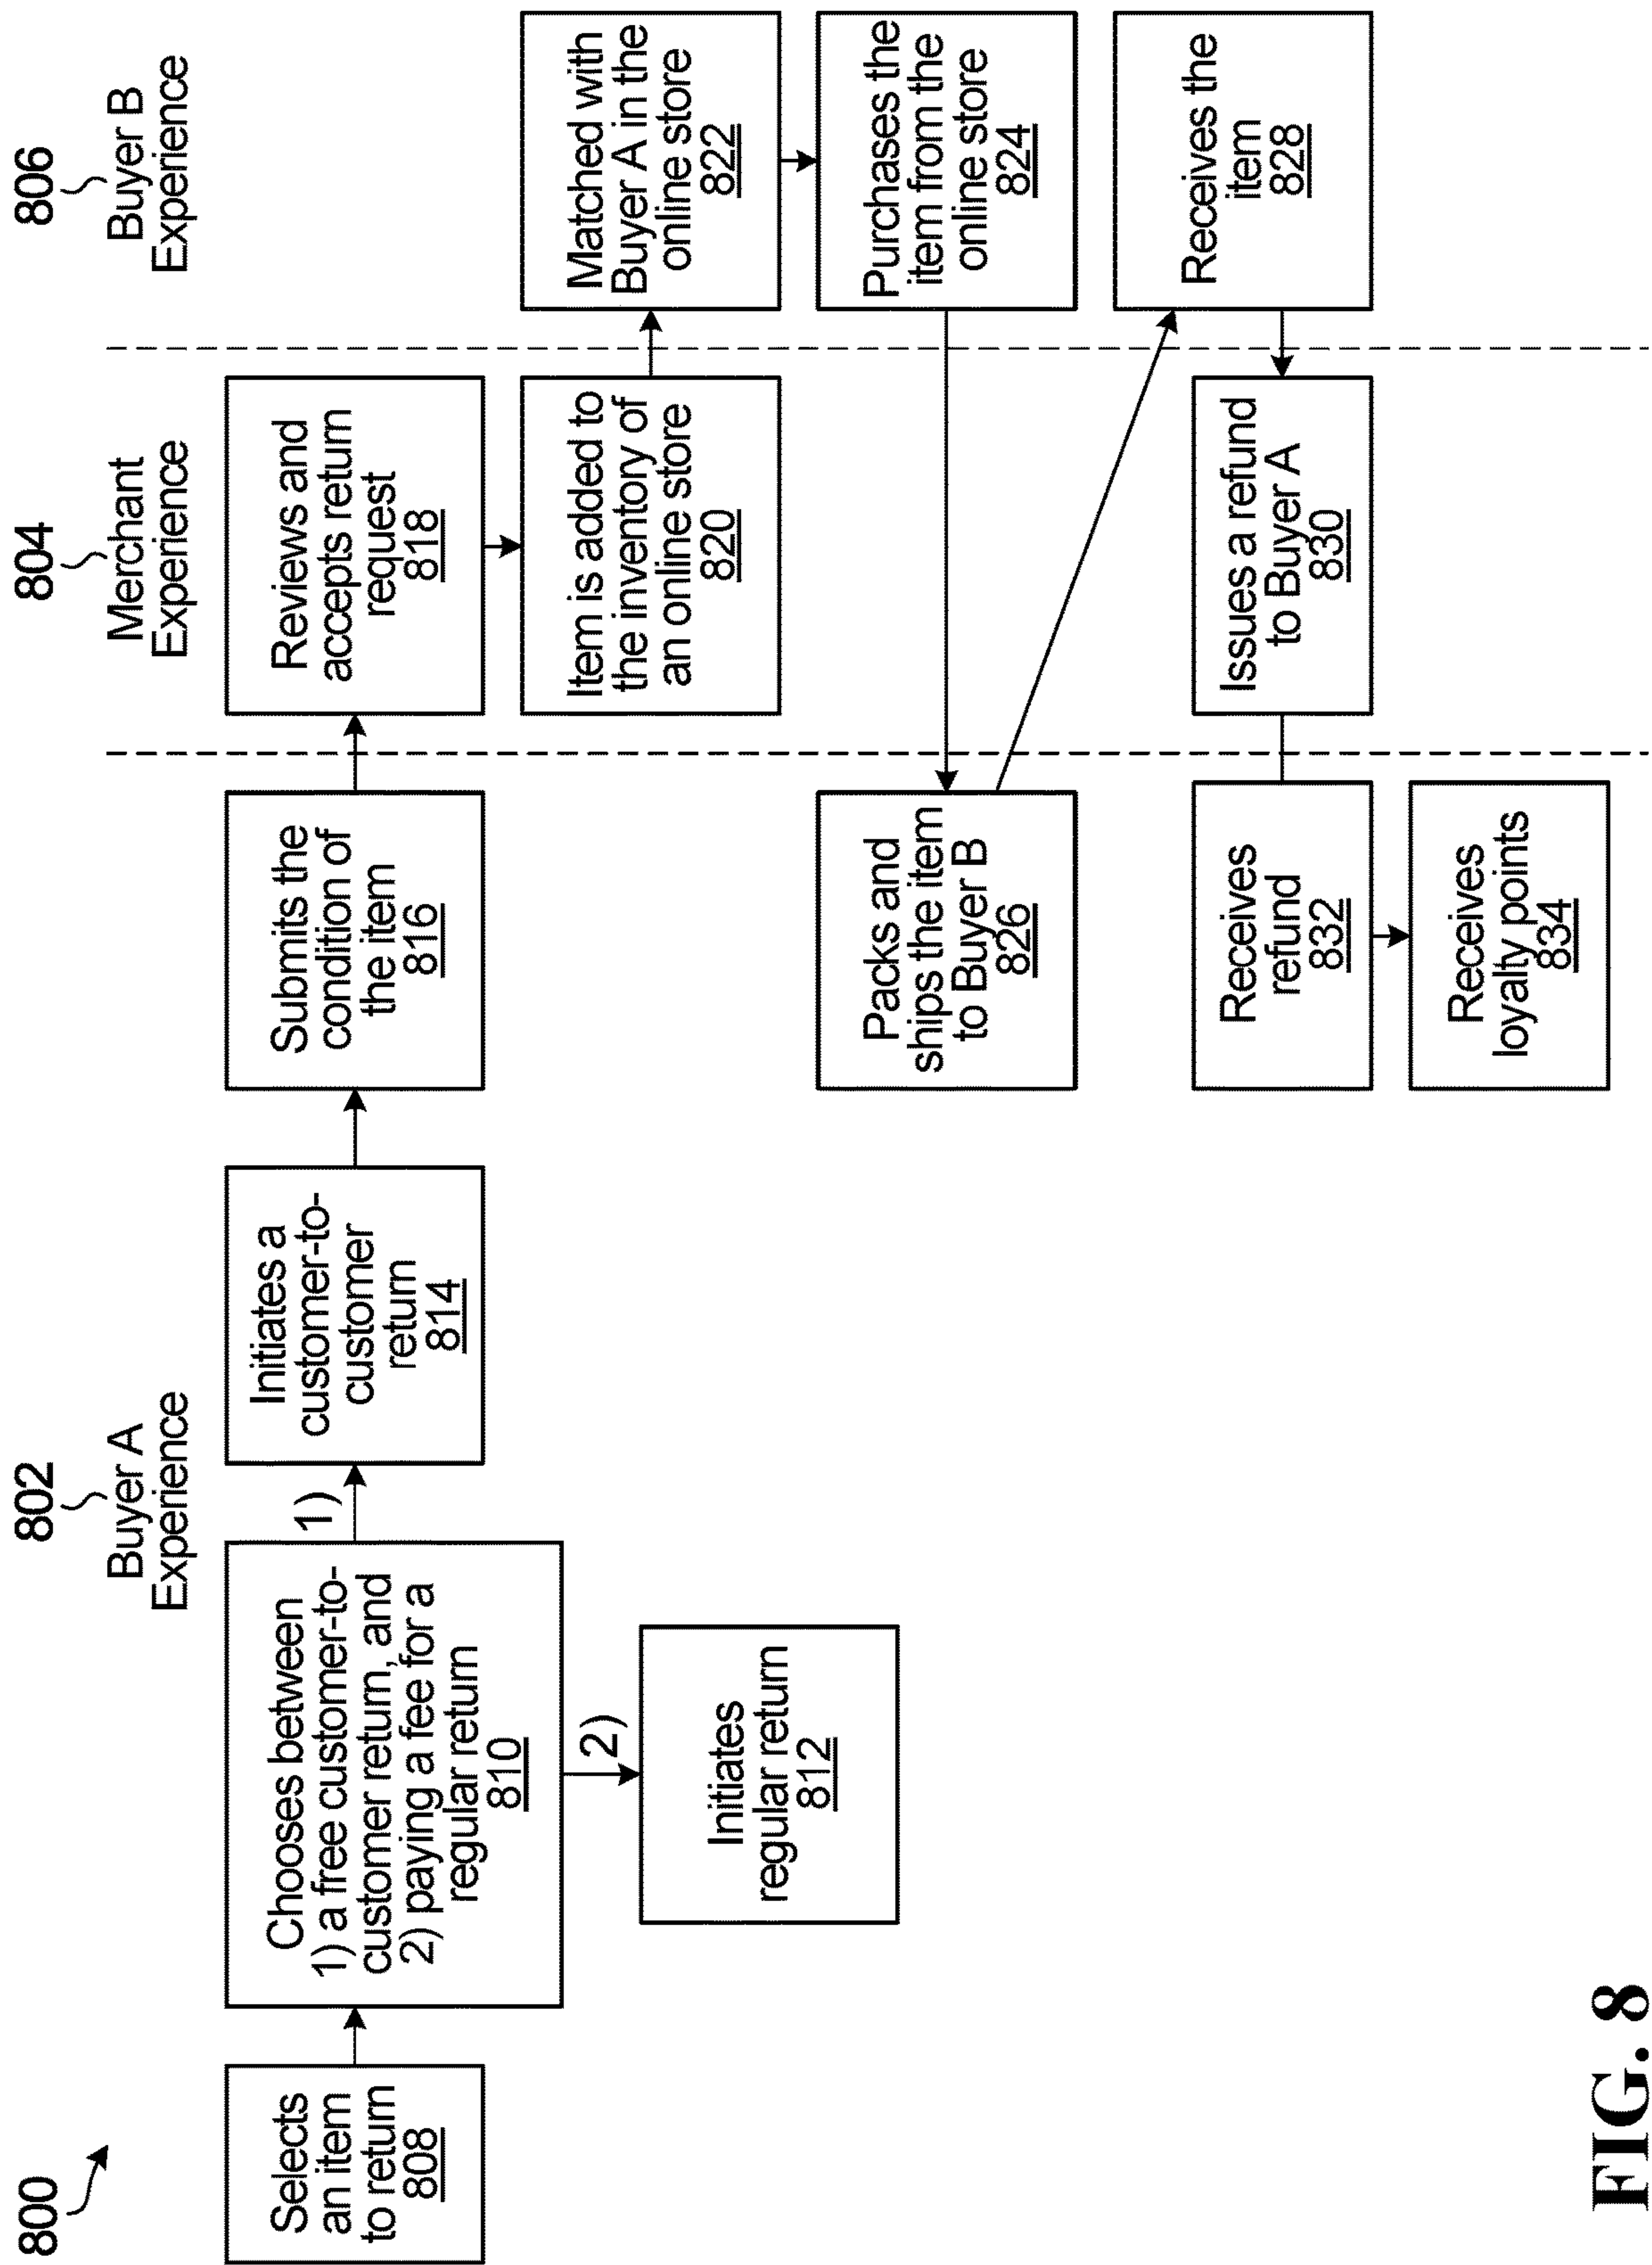 800
802
Buyer A
Experience
804
Merchant
Experience
806
Buyer B
Experience
Selects
an item
to return
808
Chooses between
1) a free customer-to-
customer return, and
2) paying a fee for a
regular return
810
1)
2)
Initiates
regular return
812
Initiates a
customer-to-
customer
return
814
Submits the
condition of
the item
816
Reviews and
accepts return
request
818
Item is added to
the inventory of
an online store
820
Matched with
Buyer A in the
online store
822
Purchases the
item from the
online store
824
Packs and
ships the item
to Buyer B
826
Receives the
item
828
Issues a refund
to Buyer A
830
Receives
refund
832
Receives
loyalty points
834
FIG. 8